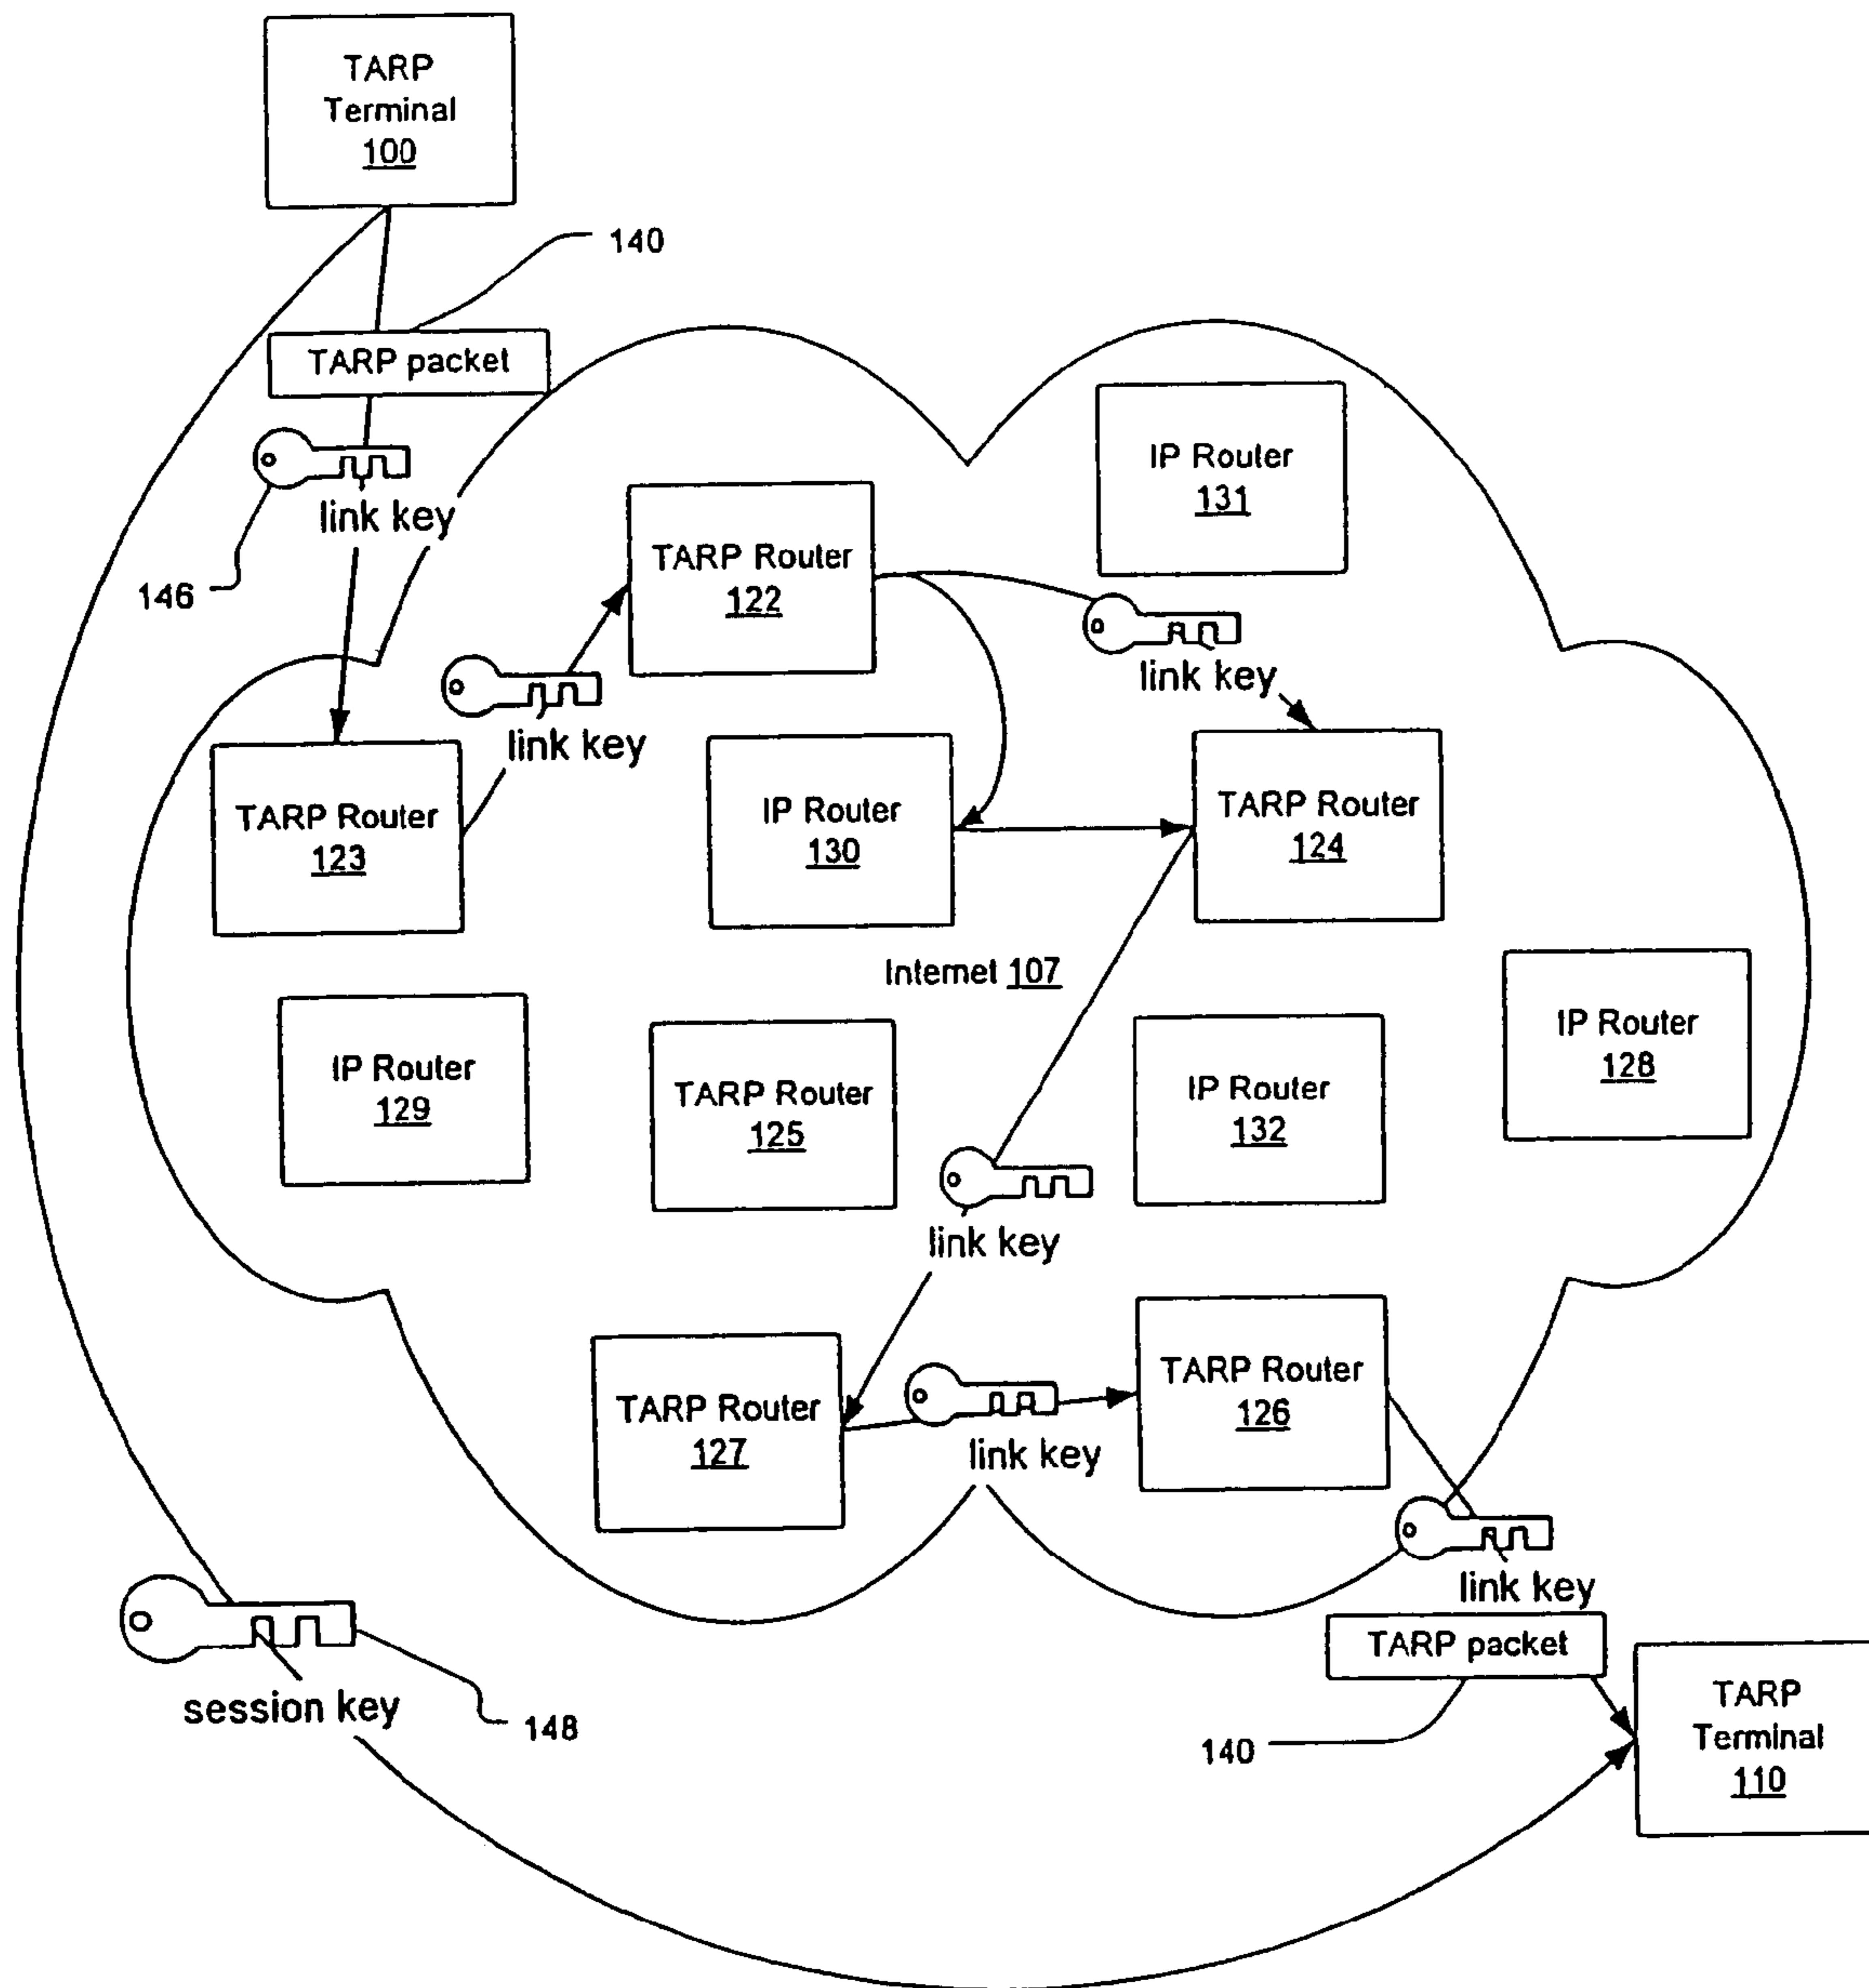 TARP
Terminal
100
140
TARP packet
link key
146
IP Router
131
TARP Router
122
link key
link key
TARP Router
123
IP Router
130
TARP Router
124
Internet 107
IP Router
129
TARP Router
125
IP Router
132
IP Router
128
link key
TARP Router
127
link key
TARP Router
126
link key
session key
148
TARP packet
140
TARP
Terminal
110